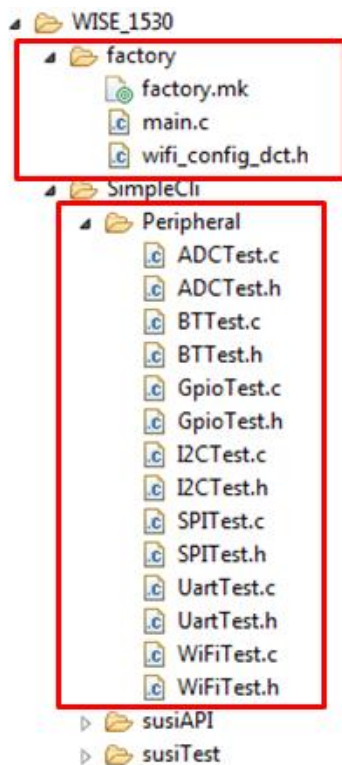 WISE_1530
factory
factory.mk
main.c
wifi_config_dct.h
SimpleCli
Peripheral
ADCTest.c
ADCTest.h
BTTest.c
BTTest.h
GpioTest.c
GpioTest.h
I2CTest.c
I2CTest.h
SPITest.c
SPITest.h
UartTest.c
UartTest.h
WiFiTest.c
WiFiTest.h
susiAPI
susiTest